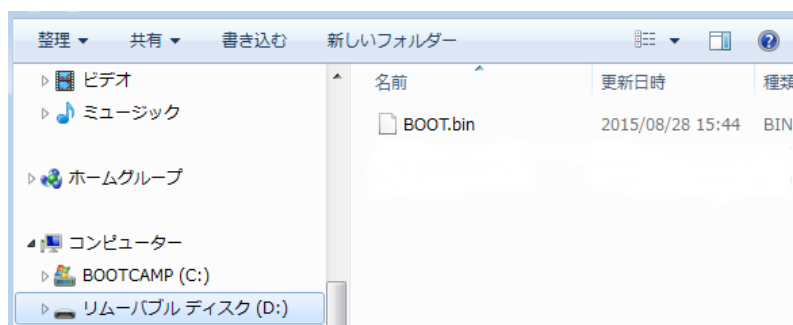 整理 ▼ 共有 ▼ 書き込む 新しいフォルダー
ビデオ
ミュージック
ホームグループ
コンピューター
BOOTCAMP (C:)
リムーバブル ディスク (D:)
名前 更新日時 種類
BOOT.bin 2015/08/28 15:44 BIN